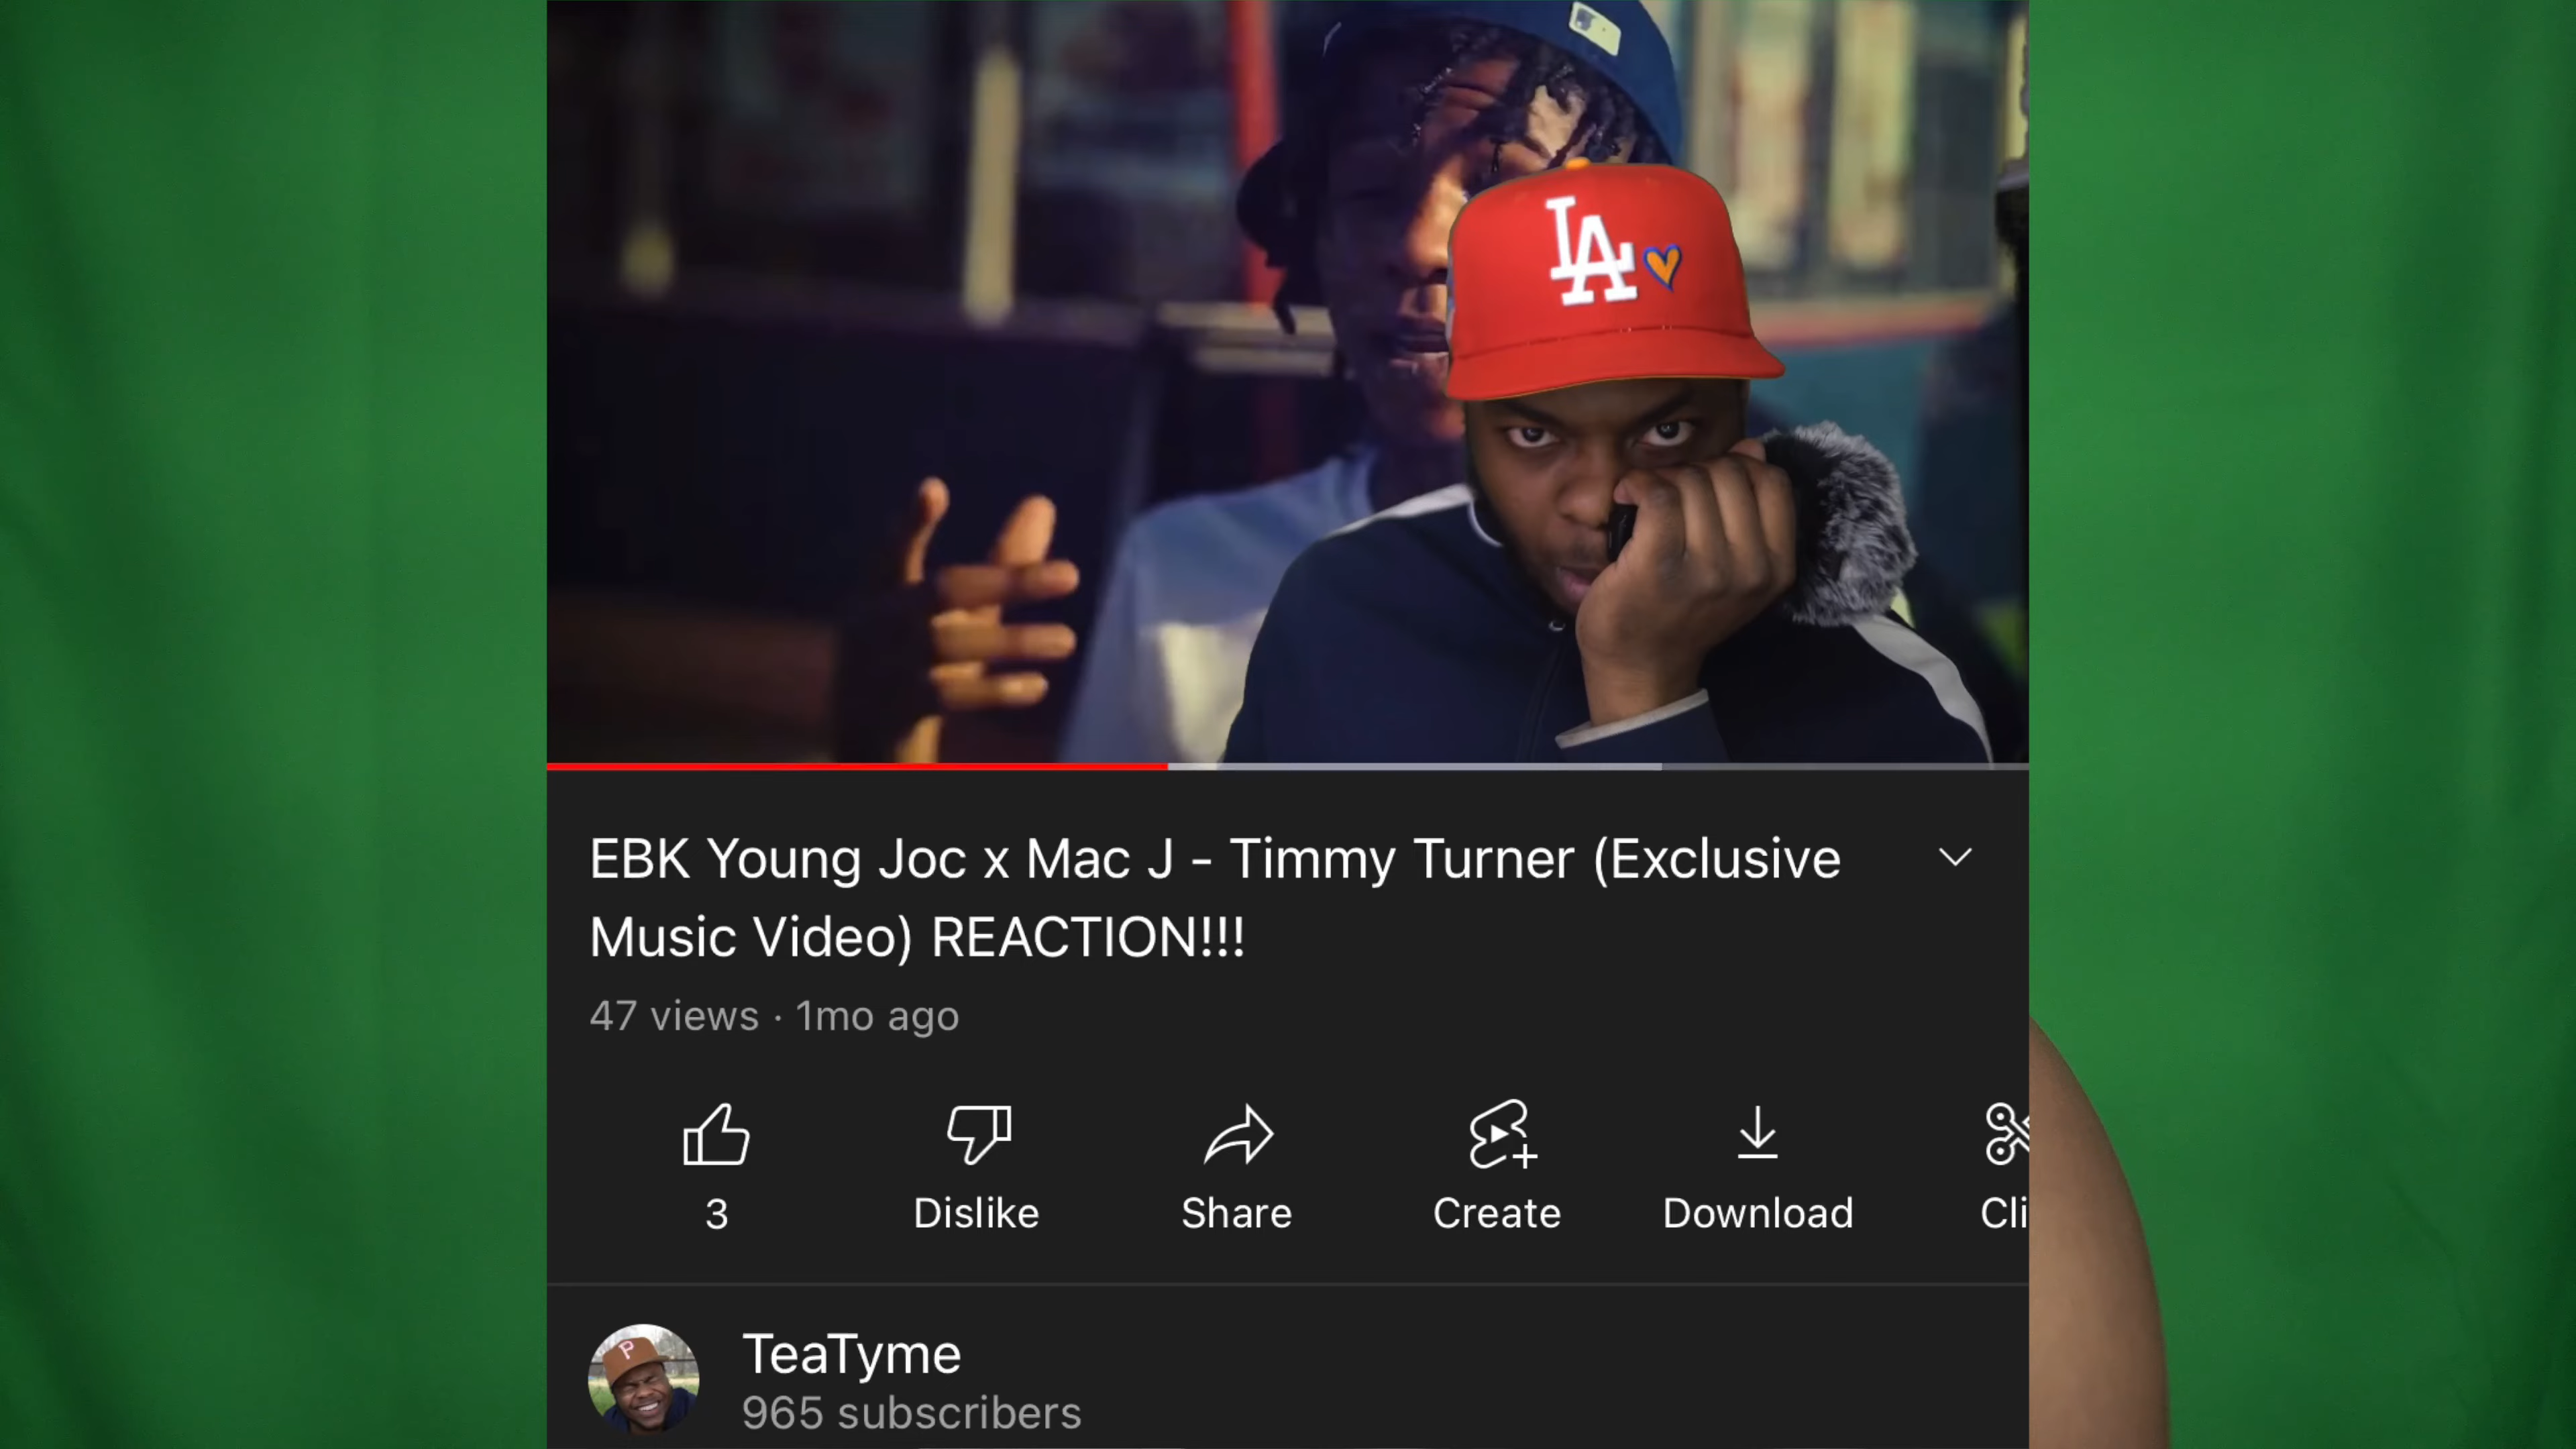 LA
EBK Young Joc x Mac J - Timmy Turner (Exclusive
Music Video) REACTION!!!
47 views · 1mo ago
3
Dislike
Share
Create
Download
Cli
P
TeaTyme
965 subscribers